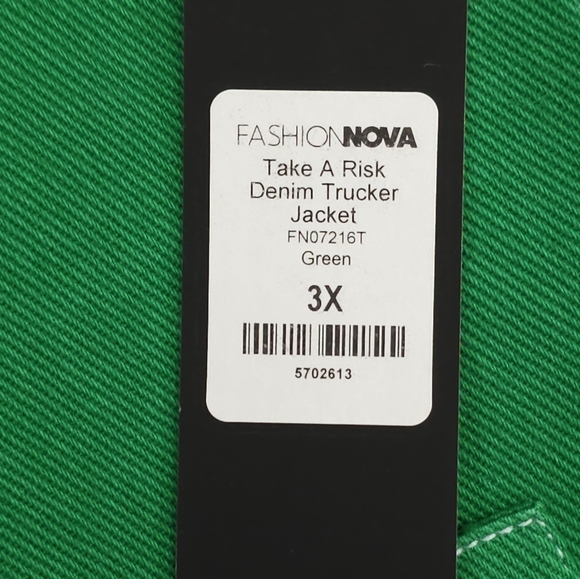 FASHIONNOVA
Take A Risk
Denim Trucker
Jacket
FN07216T
Green
3X
5702613